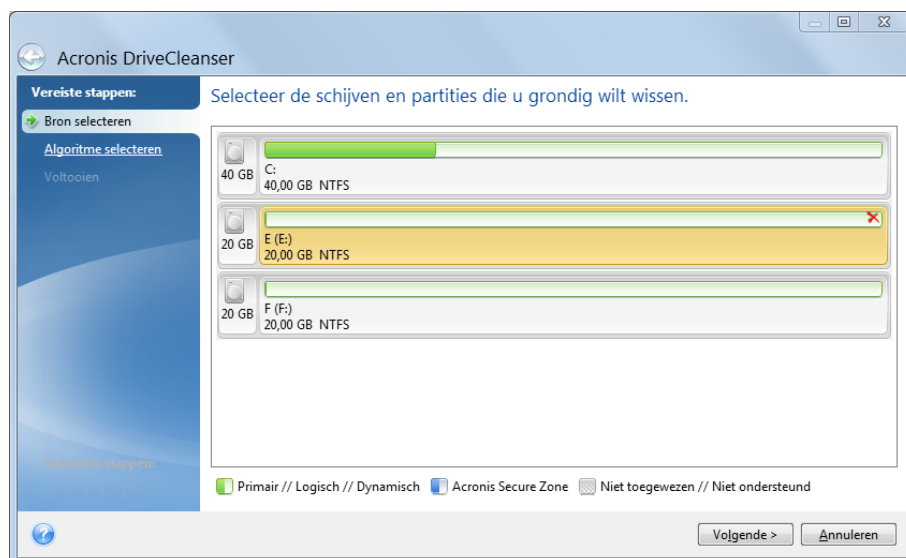 Acronis DriveCleanser
Vereiste stappen:
Bron selecteren
Algoritme selecteren
Voltooien
stappen:
Selecteer de schijven en partities die u grondig wilt wissen.
40 GB
C:
40,00 GB NTFS
20 GB
E (E:)
20,00 GB NTFS
20 GB
F (F:)
20,00 GB NTFS
Primair // Logisch // Dynamisch
Acronis Secure Zone
Niet toegewezen // Niet ondersteund
Volgende >
Annuleren